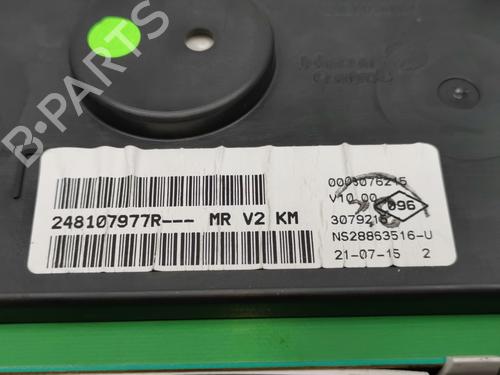 B-PARTS
248107977R--- MR V2 KM
0003076215
V10.00
096
3079216
NS28863516-U
21-07-15 2